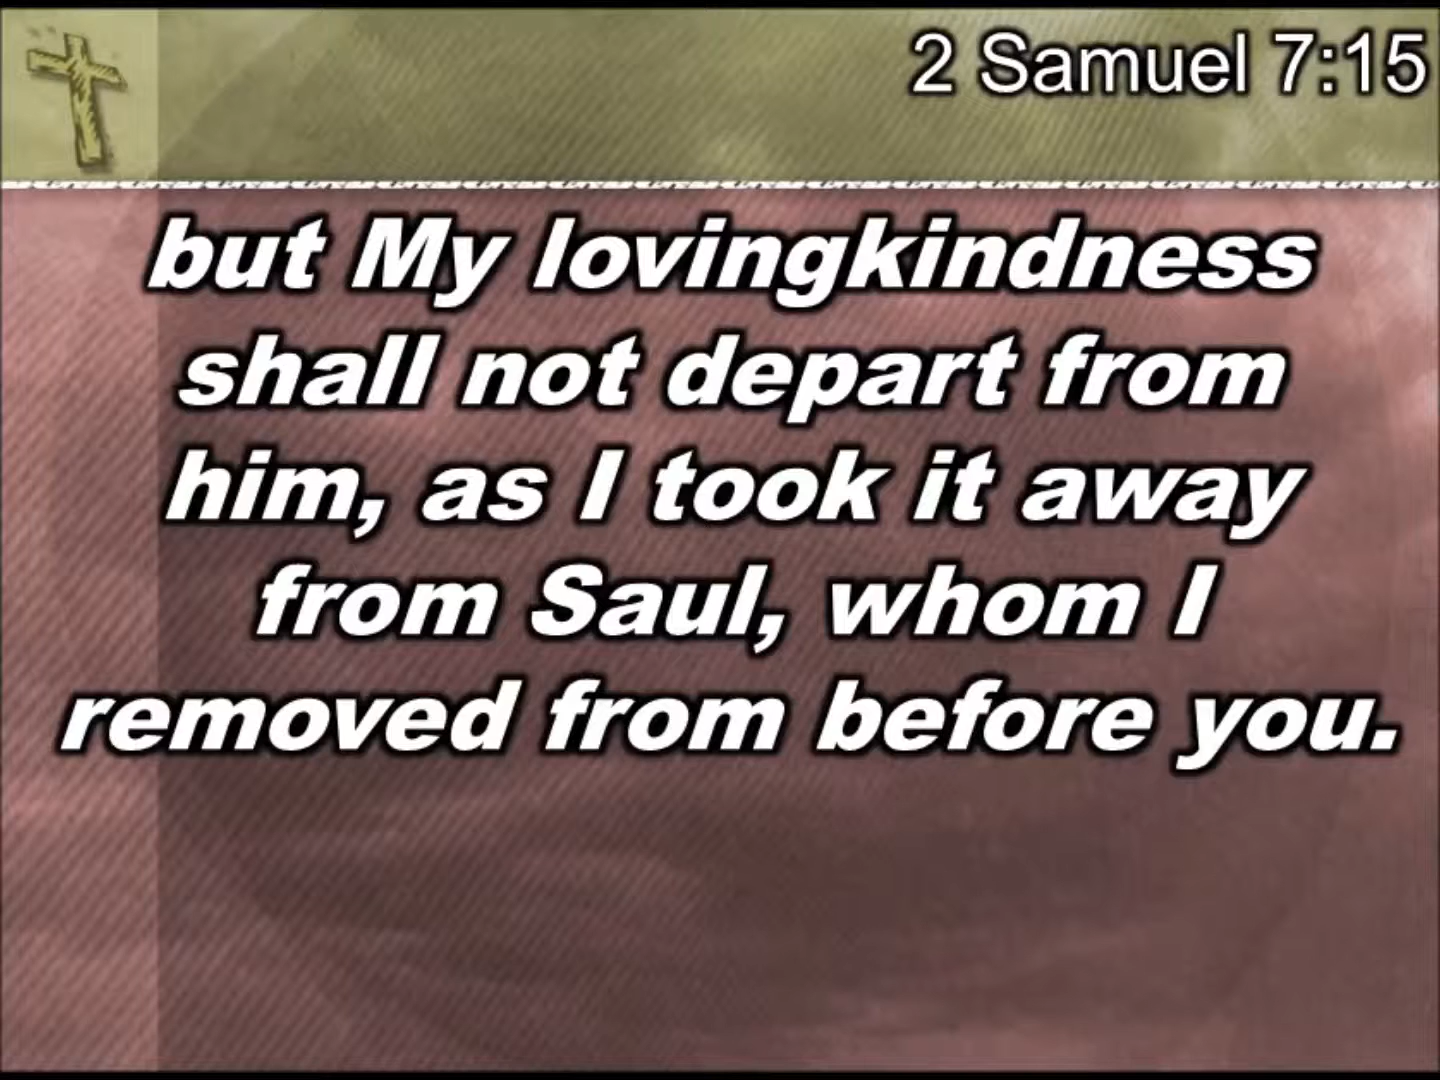 2 Samuel 7:15
but My lovingkindness
shall not depart from
him, as I took it away
from Saul, whom I
removed from before you.